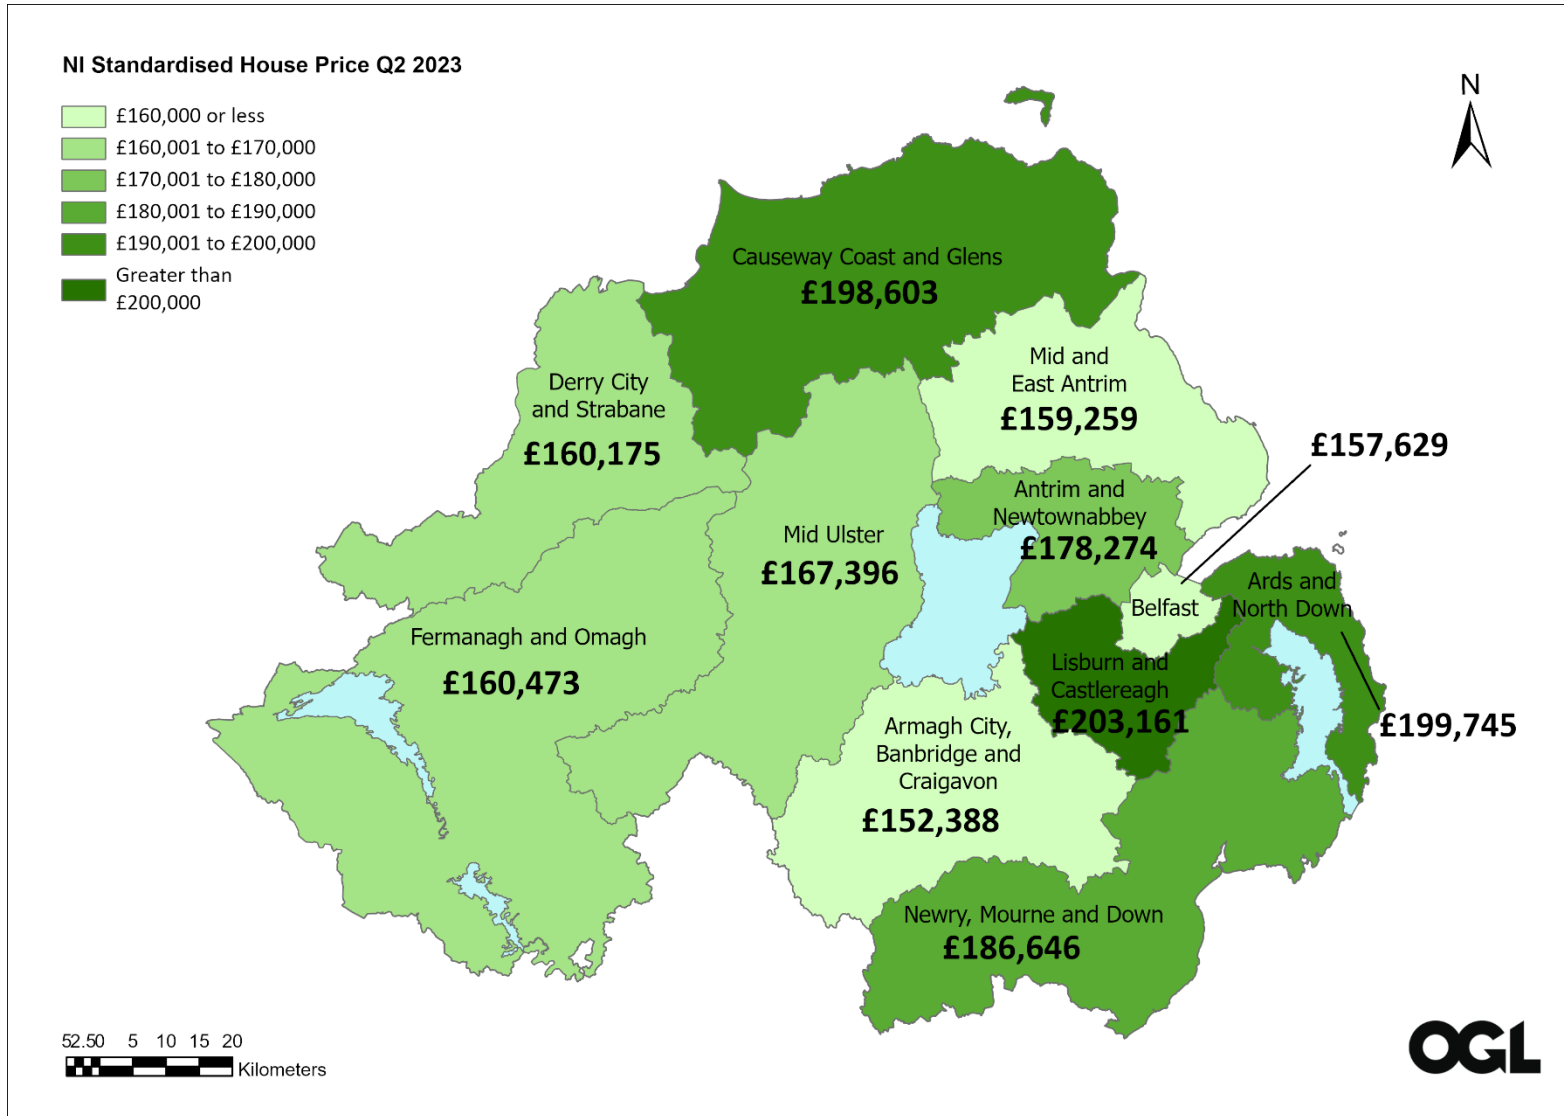 NI Standardised House Price Q2 2023
£160,000 or less
£160,001 to £170,000
£170,001 to £180,000
£180,001 to £190,000
£190,001 to £200,000
Greater than
£200,000
N
Causeway Coast and Glens
£198,603
Mid and
East Antrim
£159,259
Derry City
and Strabane
£160,175
£157,629
Antrim and
Newtownabbey
£178,274
Mid Ulster
£167,396
Ards and
North Down
Belfast
Fermanagh and Omagh
£160,473
Lisburn and
Castlereagh
£203,161
£199,745
Armagh City,
Banbridge and
Craigavon
£152,388
Newry, Mourne and Down
£186,646
52.50 5 10 15 20
Kilometers
OGL